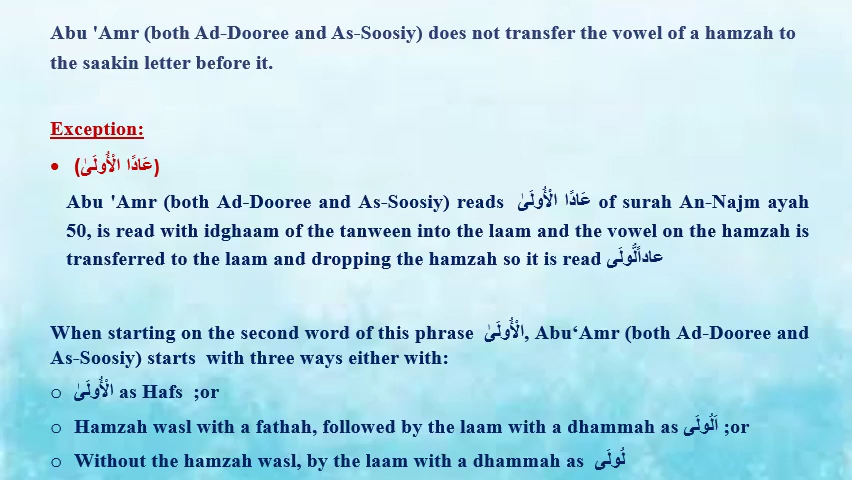 Abu 'Amr (both Ad-Dooree and As-Soosiy) does not transfer the vowel of a hamzah to
the saakin letter before it.
Exception:
• (عَادًا الْأُولَىٰ)
Abu 'Amr (both Ad-Dooree and As-Soosiy) reads عَادًا الْأُولَىٰ of surah An-Najm ayah
50, is read with idghaam of the tanween into the laam and the vowel on the hamzah is
transferred to the laam and dropping the hamzah so it is read عاداًلُّولَى
When starting on the second word of this phrase الْأُولَىٰ, Abu‘Amr (both Ad-Dooree and
As-Soosiy) starts with three ways either with:
o الْأُولَىٰ as Hafs ;or
o Hamzah wasl with a fathah, followed by the laam with a dhammah as اَلُولَى ;or
o Without the hamzah wasl, by the laam with a dhammah as لُولَى